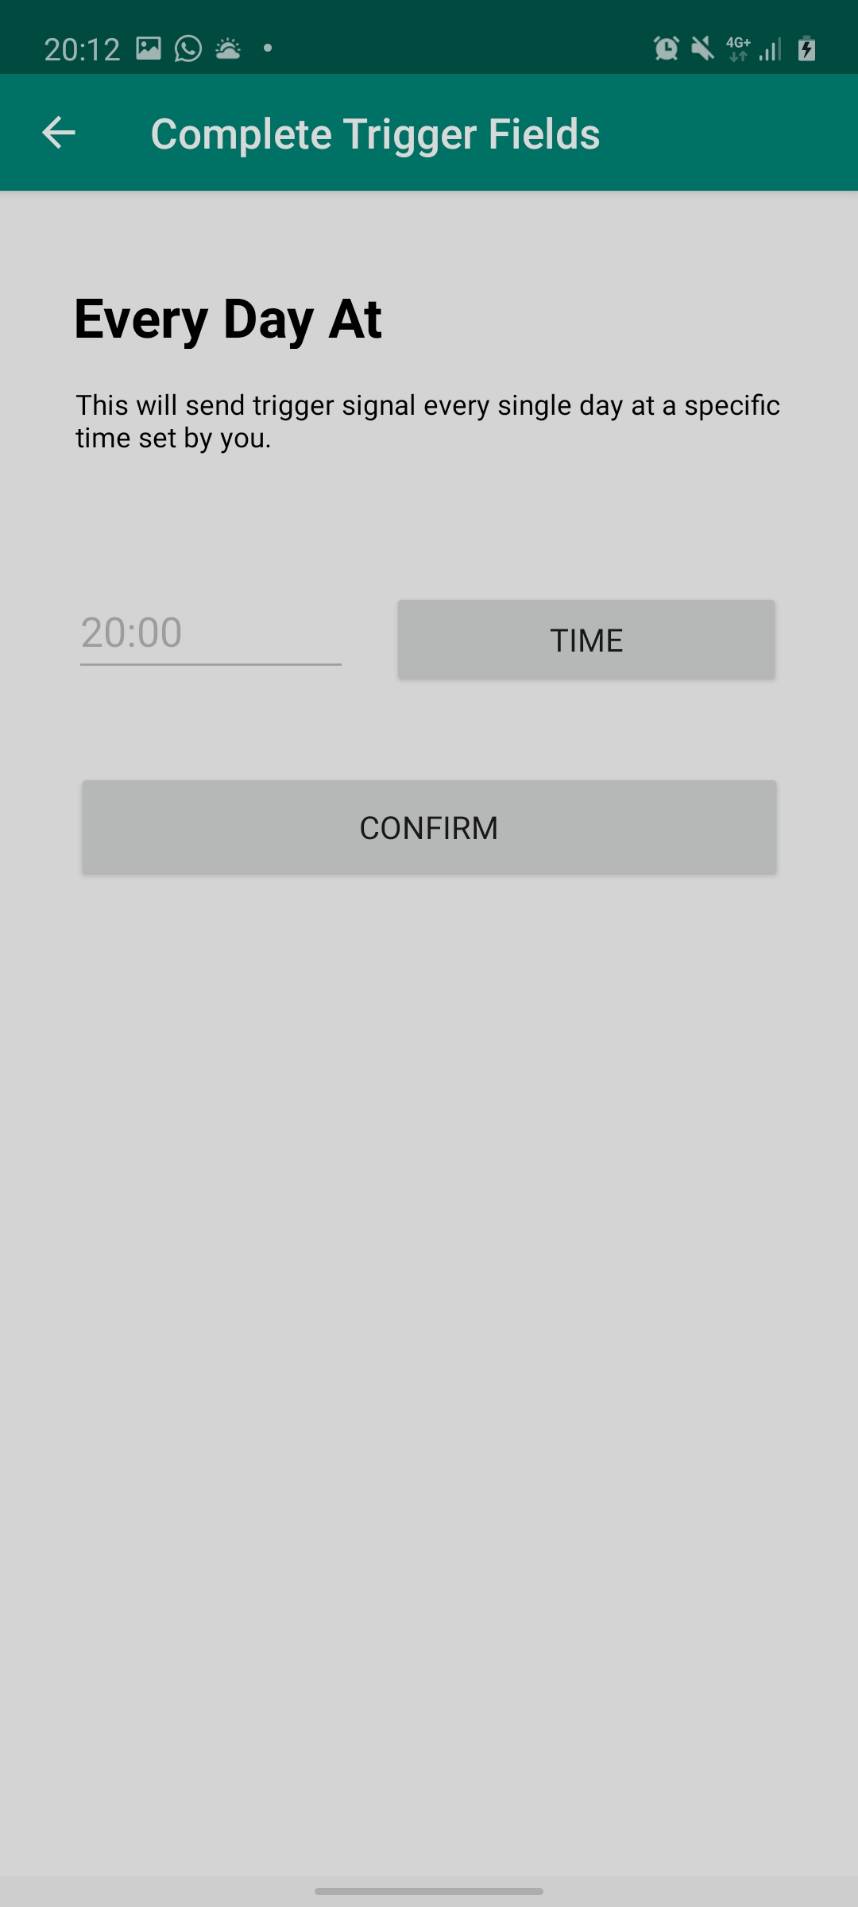 20:12
4G+
Complete Trigger Fields
Every Day At
This will send trigger signal every single day at a specific
time set by you.
20:00
TIME
CONFIRM